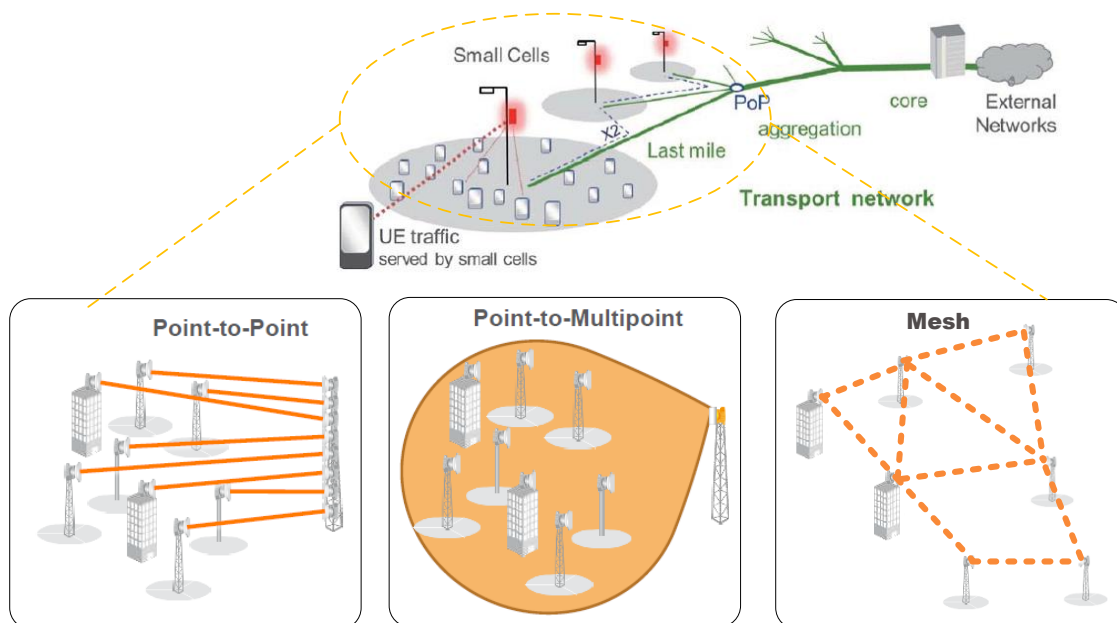 Small Cells
PoP
core
External
Networks
aggregation
X2
Last mile
Transport network
UE traffic
served by small cells
Point-to-Point
Point-to-Multipoint
Mesh